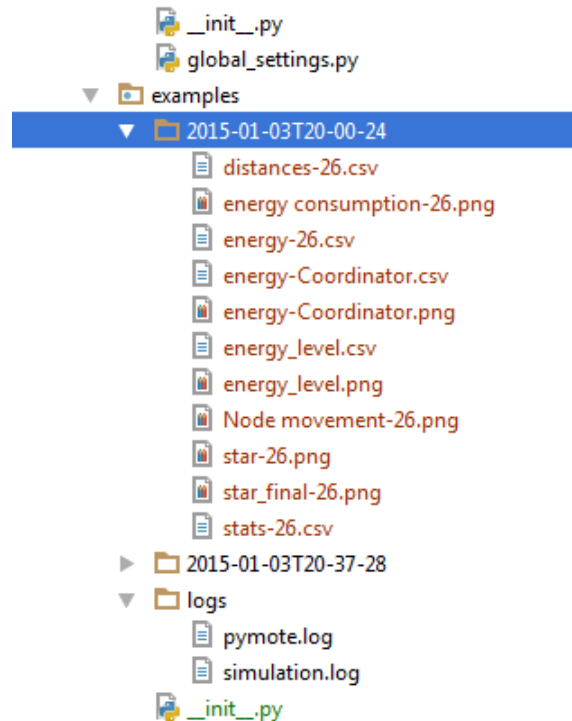 __init__.py
global_settings.py
examples
2015-01-03T20-00-24
distances-26.csv
energy consumption-26.png
energy-26.csv
energy-Coordinator.csv
energy-Coordinator.png
energy_level.csv
energy_level.png
Node movement-26.png
star-26.png
star_final-26.png
stats-26.csv
2015-01-03T20-37-28
logs
pymote.log
simulation.log
__init__.py